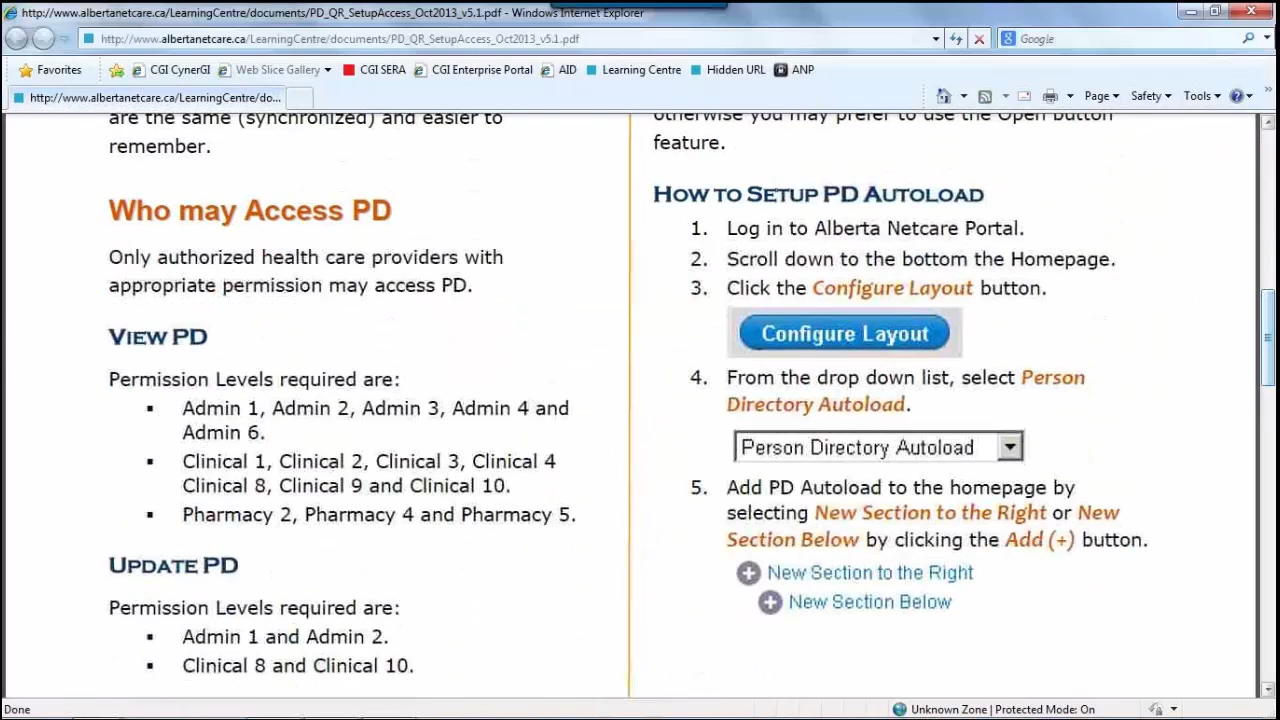 http://www.albertanetcare.ca/LearningCentre/documents/PD_QR_SetupAccess_Oct2013_v5.1.pdf - Windows Internet Explorer
http://www.albertanetcare.ca/LearningCentre/documents/PD_QR_SetupAccess_Oct2013_v5.1.pdf
Google
Favorites
CGI CynerGI
Web Slice Gallery
CGI SERA
CGI Enterprise Portal
AID
Learning Centre
Hidden URL
ANP
http://www.albertanetcare.ca/LearningCentre/do...
Page
Safety
Tools
are the same (synchronized) and easier to
remember.
Who may Access PD
Only authorized health care providers with
appropriate permission may access PD.
VIEW PD
Permission Levels required are:
▪ Admin 1, Admin 2, Admin 3, Admin 4 and
Admin 6.
▪ Clinical 1, Clinical 2, Clinical 3, Clinical 4
Clinical 8, Clinical 9 and Clinical 10.
▪ Pharmacy 2, Pharmacy 4 and Pharmacy 5.
UPDATE PD
Permission Levels required are:
▪ Admin 1 and Admin 2.
▪ Clinical 8 and Clinical 10.
otherwise you may prefer to use the Open button
feature.
HOW TO SETUP PD AUTOLOAD
1. Log in to Alberta Netcare Portal.
2. Scroll down to the bottom the Homepage.
3. Click the Configure Layout button.
Configure Layout
4. From the drop down list, select Person
Directory Autoload.
Person Directory Autoload
5. Add PD Autoload to the homepage by
selecting New Section to the Right or New
Section Below by clicking the Add (+) button.
New Section to the Right
New Section Below
Done
Unknown Zone | Protected Mode: On